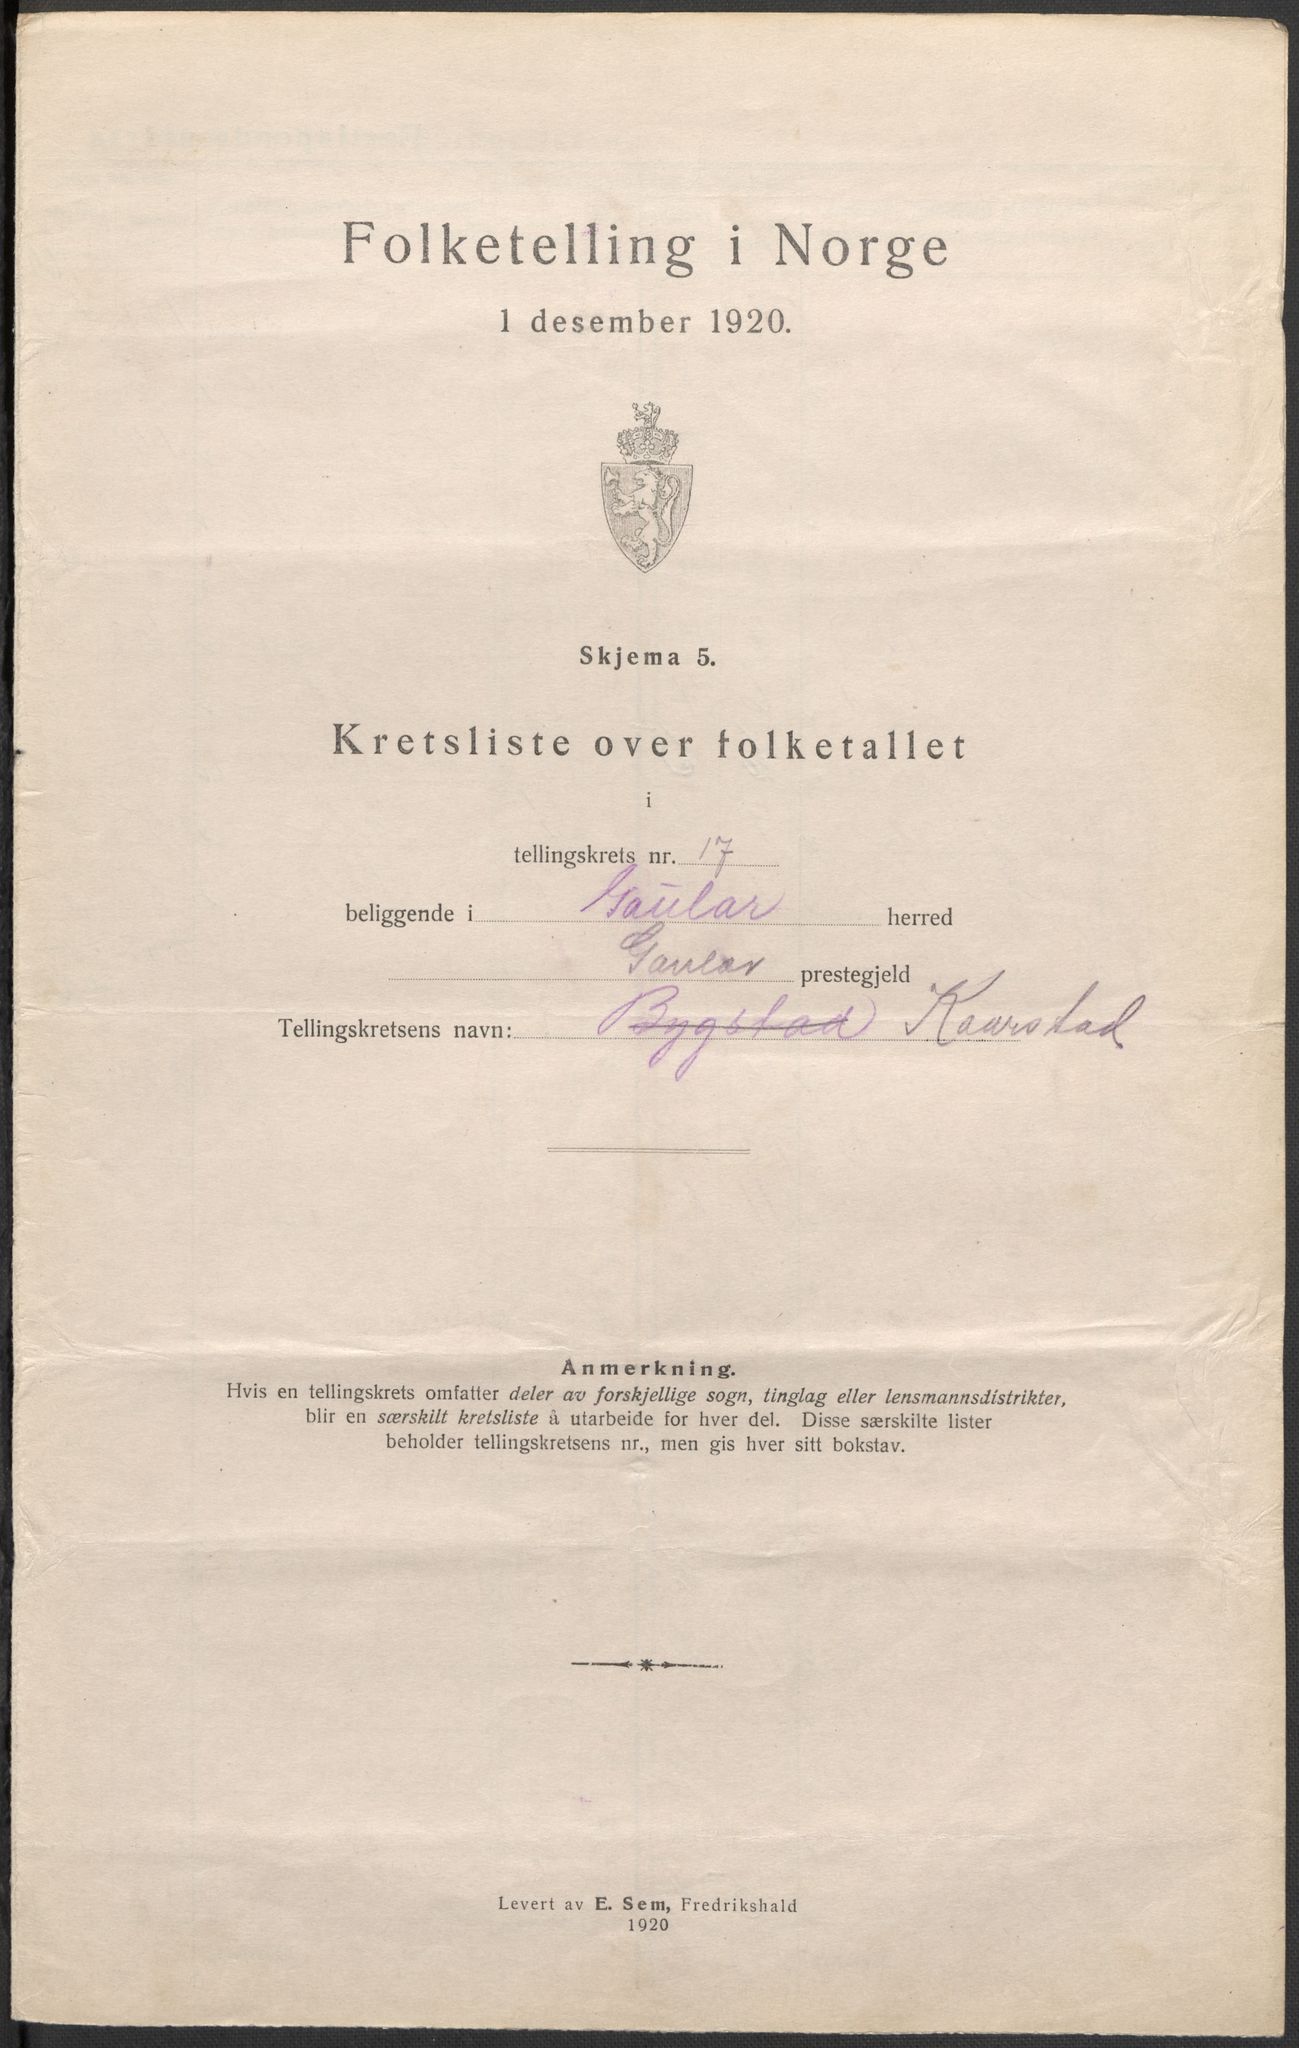 Folketelling i Norge
1 desember 1920.
Skjema 5.
Kretsliste over folketallet
i
tellingskrets nr. 17
beliggende i Gaular herred
Gaular prestegjeld
Tellingskretsens navn: Bygstad Kaarstad
Anmerkning.
Hvis en tellingskrets omfatter deler av forskjellige sogn, tinglag eller lensmannsdistrikter,
blir en særskilt kretsliste å utarbeide for hver del. Disse særskilte lister
beholder tellingskretsens nr., men gis hver sitt bokstav.
Levert av E. Sem, Fredrikshald
1920